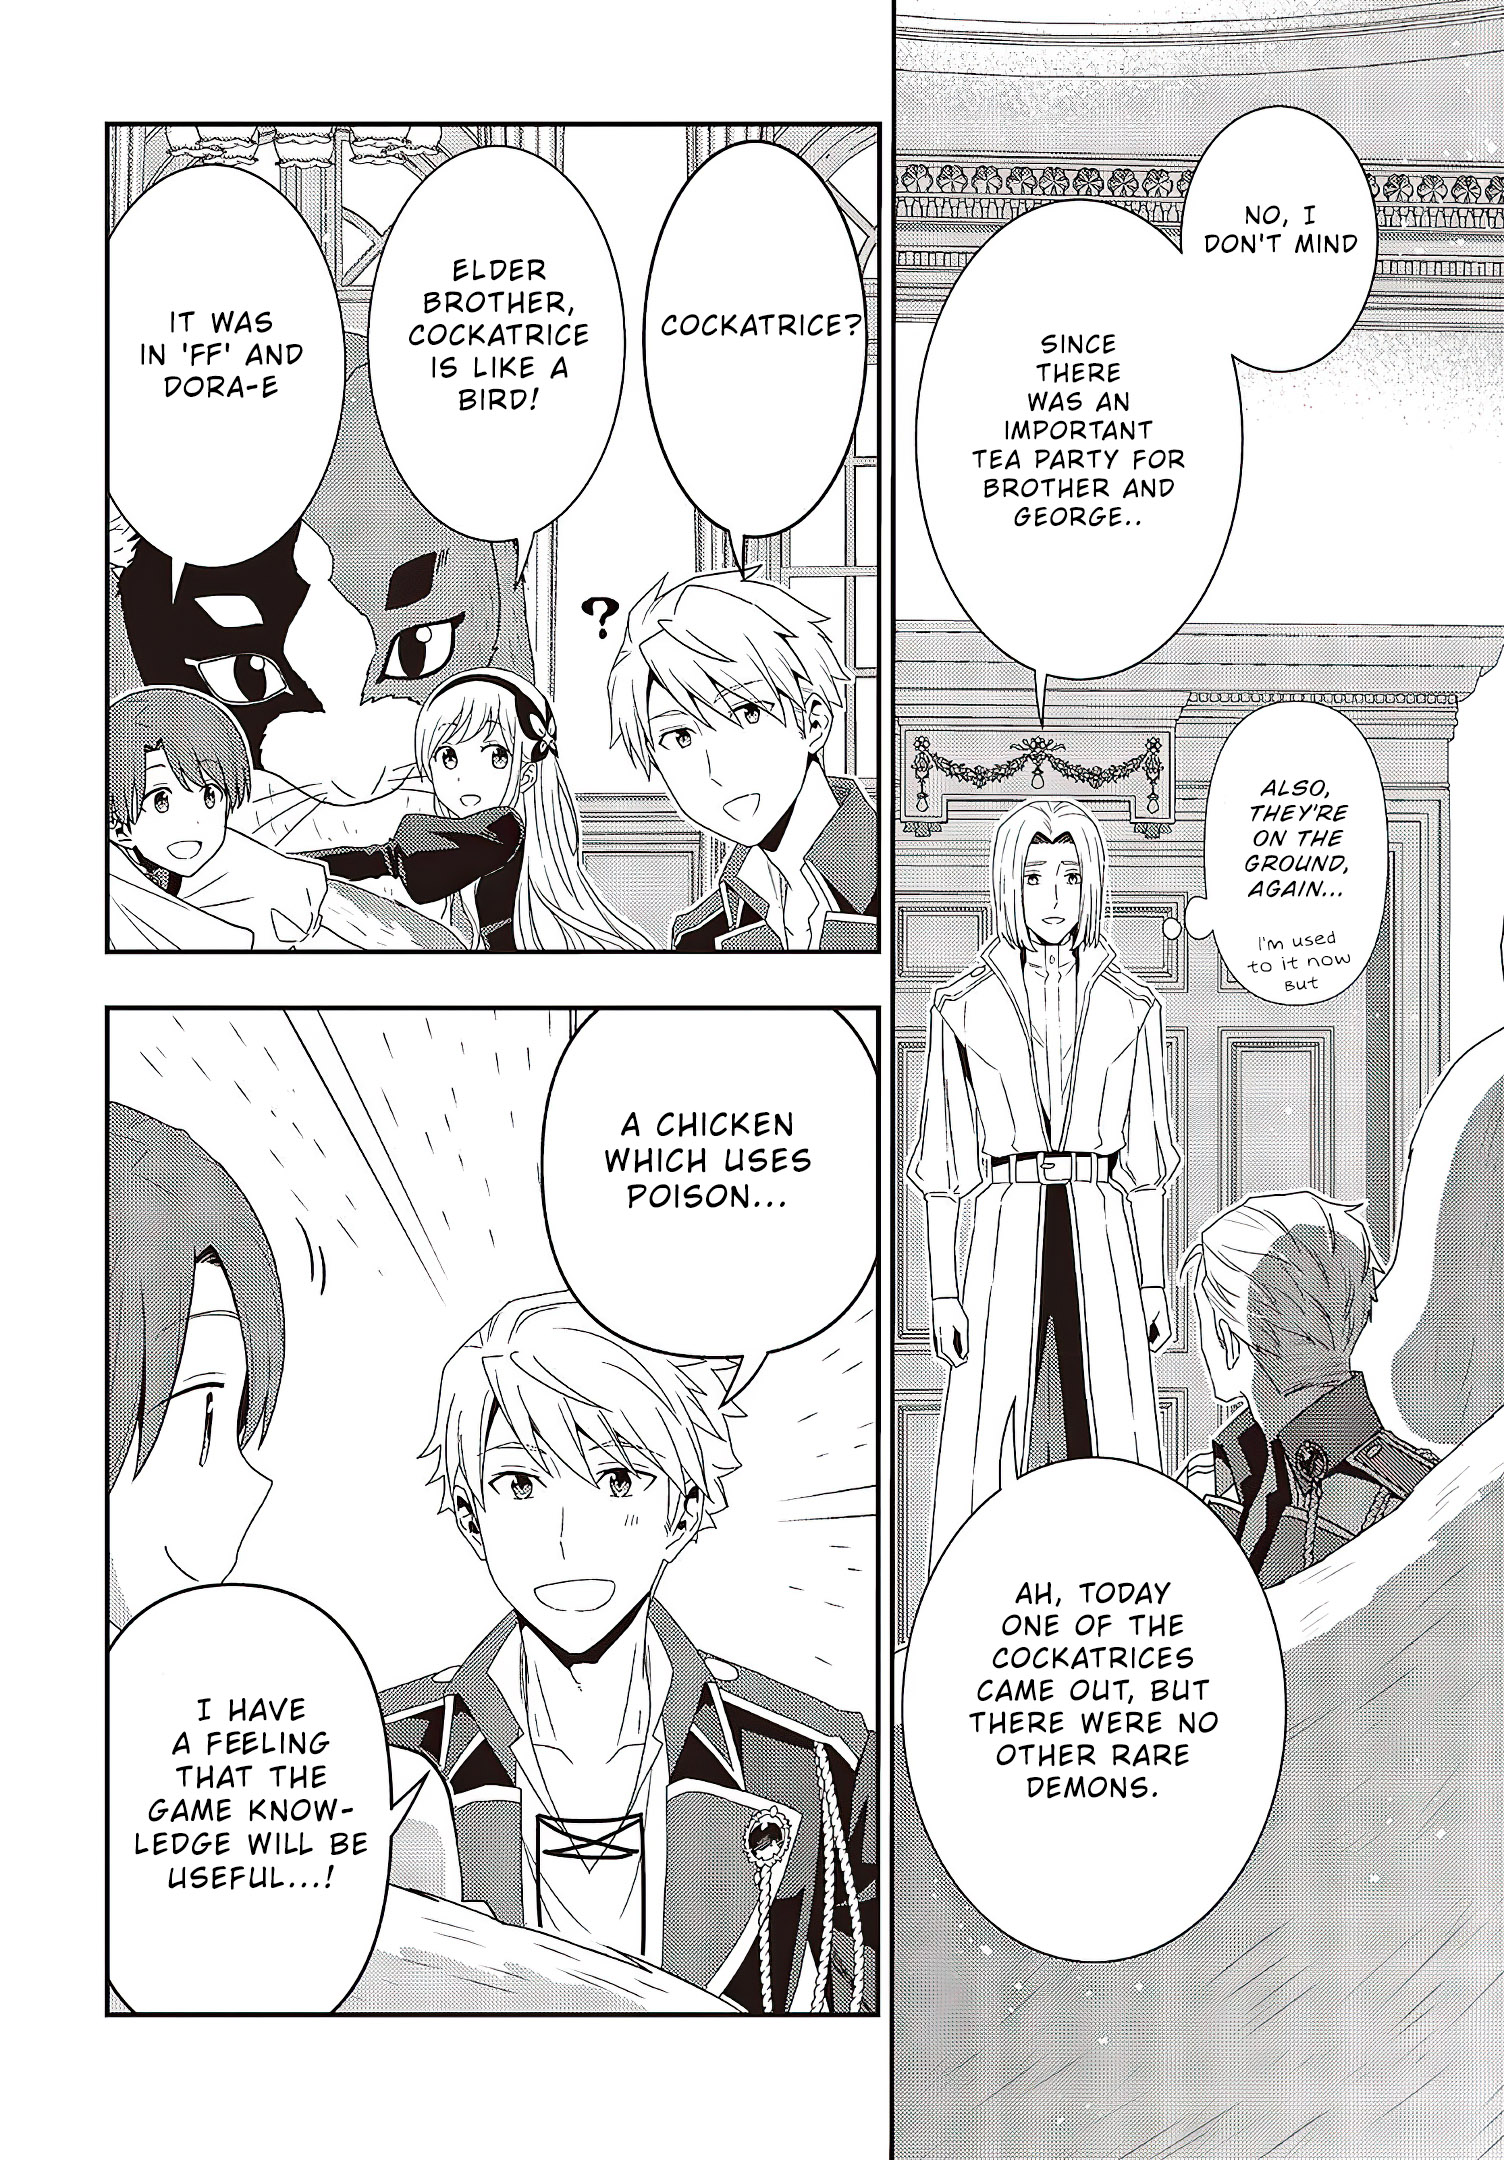 NO, I
DON'T MIND
SINCE
THERE
WAS AN
IMPORTANT
TEA PARTY FOR
BROTHER AND
GEORGE..
ALSO,
THEY'RE
ON THE
GROUND,
AGAIN...
I'm used
to it now
But
AH, TODAY
ONE OF THE
COCKATRICES
CAME OUT, BUT
THERE WERE NO
OTHER RARE
DEMONS.
COCKATRICE?
?
ELDER
BROTHER,
COCKATRICE
IS LIKE A
BIRD!
IT WAS
IN 'FF' AND
DORA-E
A CHICKEN
WHICH USES
POISON...
I HAVE
A FEELING
THAT THE
GAME KNOW-
LEDGE WILL BE
USEFUL...!